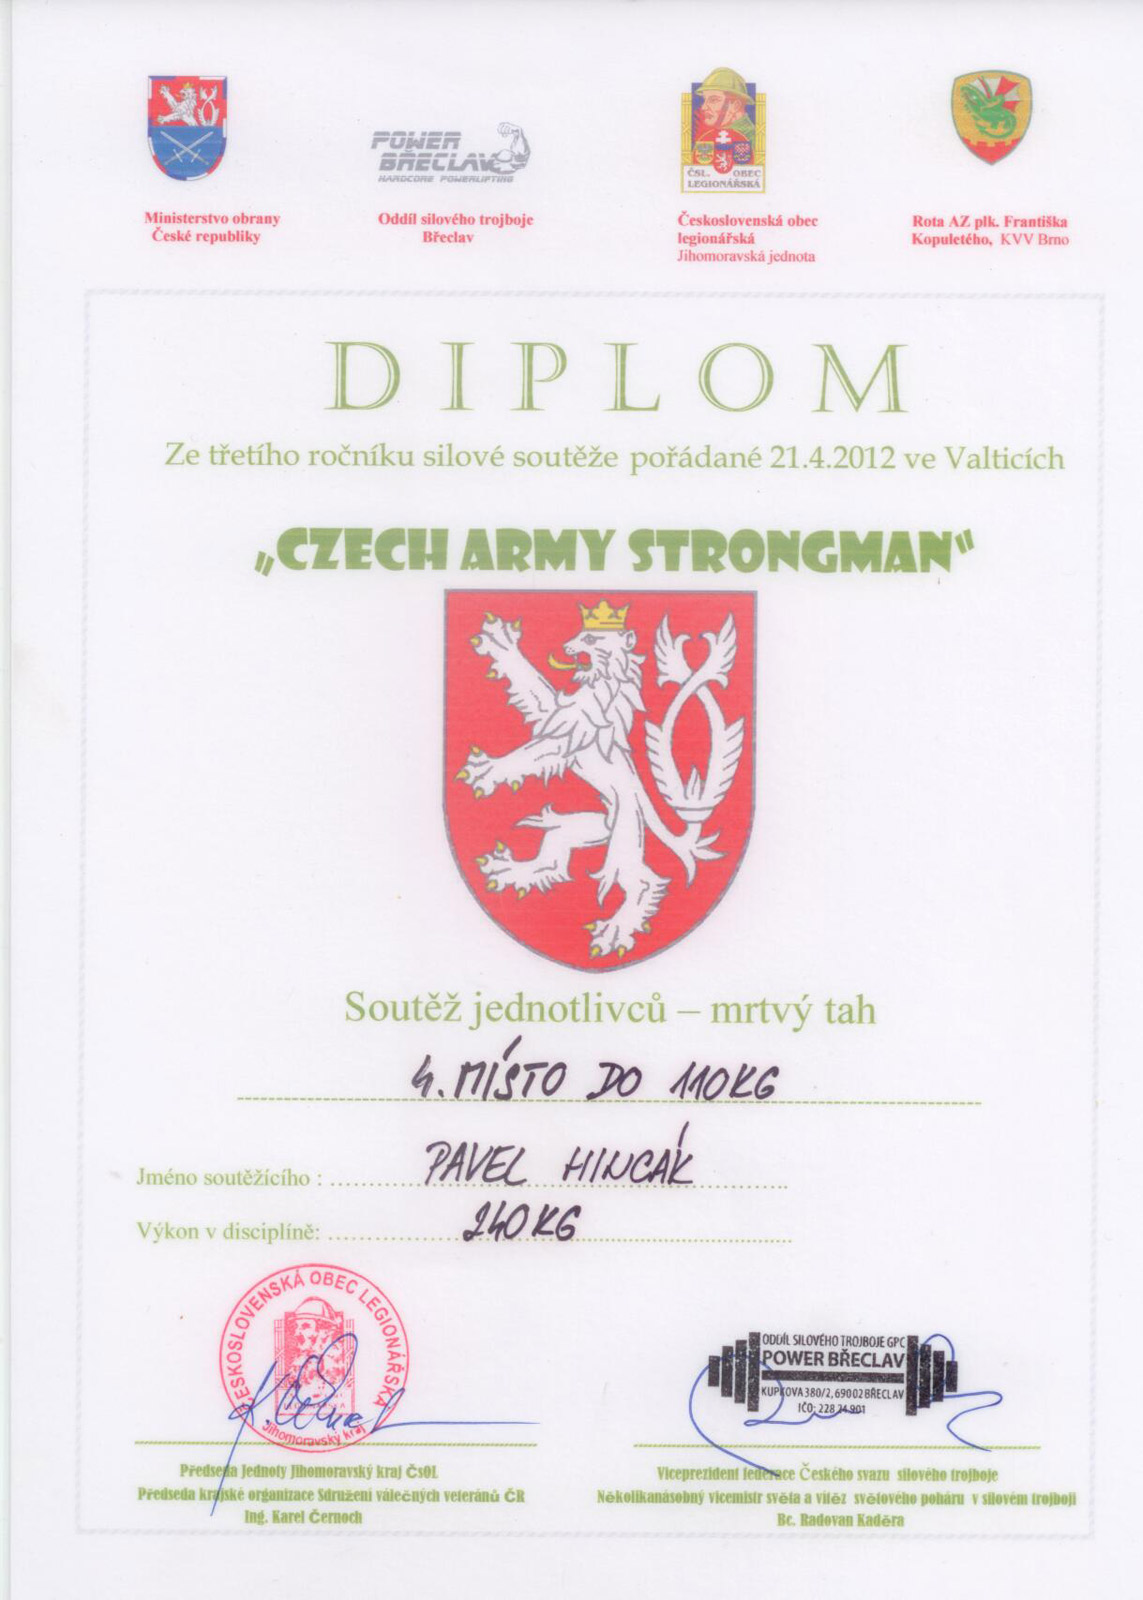 POWER
BŘECLAV
HARDCORE POWERLIFTING
ČSL. OBEC
LEGIONÁŘSKÁ
Ministerstvo obrany
České republiky
Oddíl silového trojboje
Břeclav
Československá obec
legionářská
Jihomoravská jednota
Rota AZ plk. Františka
Kopuletého, KVV Brno
DIPLOM
Ze třetího ročníku silové soutěže pořádané 21.4.2012 ve Valticích
„CZECH ARMY STRONGMAN"
Soutěž jednotlivců – mrtvý tah
4. MÍSTO DO 110KG
Jméno soutěžícího : PAVEL HINCÁK
Výkon v disciplíně: 240KG
ČESKOSLOVENSKÁ OBEC LEGIONÁŘSKÁ
Jihomoravský kraj
ODDÍL SILOVÉHO TROJBOJE GPC
POWER BŘECLAV
KUPKOVA 380/2, 69002 BŘECLAV
IČO: 228 24 901
Předseda Jednoty Jihomoravský kraj ČsOL
Předseda krajské organizace Sdružení válečných veteránů ČR
Ing. Karel Černoch
Viceprezident federace Českého svazu silového trojboje
Několikanásobný vicemistr světa a vítěz světového poháru v silovém trojboji
Bc. Radovan Kaděra